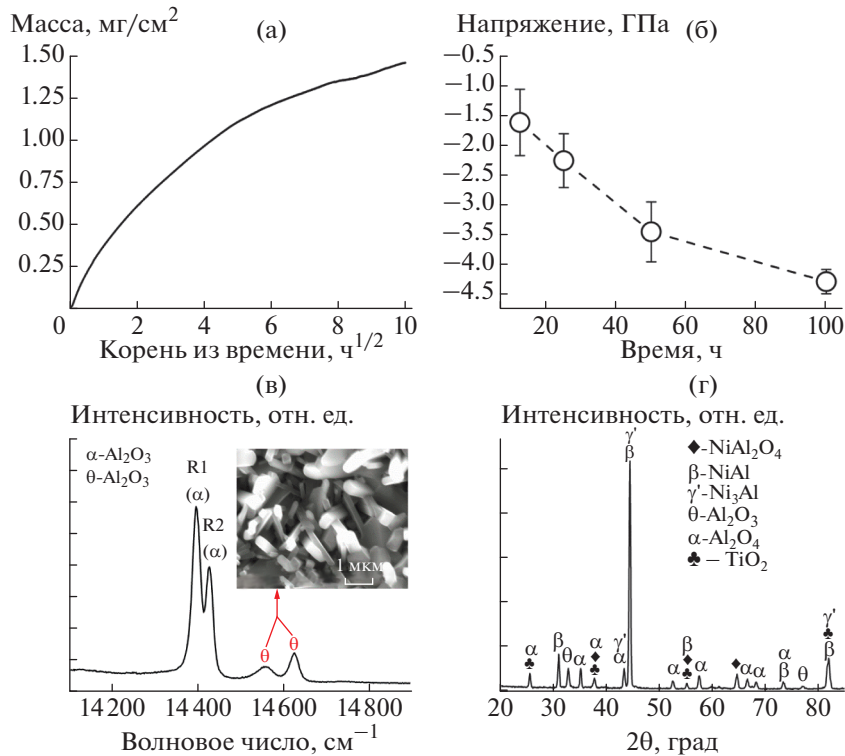 Масса, мг/см²
(а)
1.50
1.25
1.00
0.75
0.50
0.25
0 2 4 6 8 10
Корень из времени, ч^1/2
Напряжение, ГПа
(б)
−0.5
−1.0
−1.5
−2.0
−2.5
−3.0
−3.5
−4.0
−4.5
20 40 60 80 100
Время, ч
(в)
Интенсивность, отн. ед.
α-Al₂O₃
θ-Al₂O₃
R1
(α)
R2
(α)
1 мкм
θ θ
14 400 14 600 14 800
Волновое число, см⁻¹
(г)
Интенсивность, отн. ед.
♦-NiAl₂O₄
β-NiAl
γ'-Ni₃Al
θ-Al₂O₃
α-Al₂O₄
♣ – TiO₂
γ'
β
α
♣
β
θ
α
α
♦
♣
γ'
α
α
β
♦
♣
α
♦
α
α
α
β
θ
γ'
♣
β
20 30 40 50 60 70 80
2θ, град